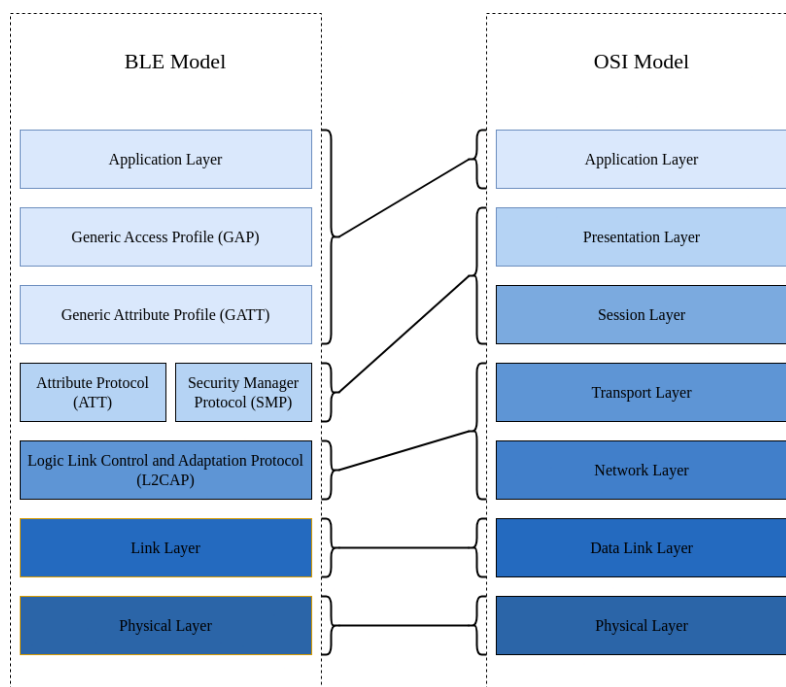 BLE Model
Application Layer
Generic Access Profile (GAP)
Generic Attribute Profile (GATT)
Attribute Protocol
(ATT)
Security Manager
Protocol (SMP)
Logic Link Control and Adaptation Protocol
(L2CAP)
Link Layer
Physical Layer
OSI Model
Application Layer
Presentation Layer
Session Layer
Transport Layer
Network Layer
Data Link Layer
Physical Layer